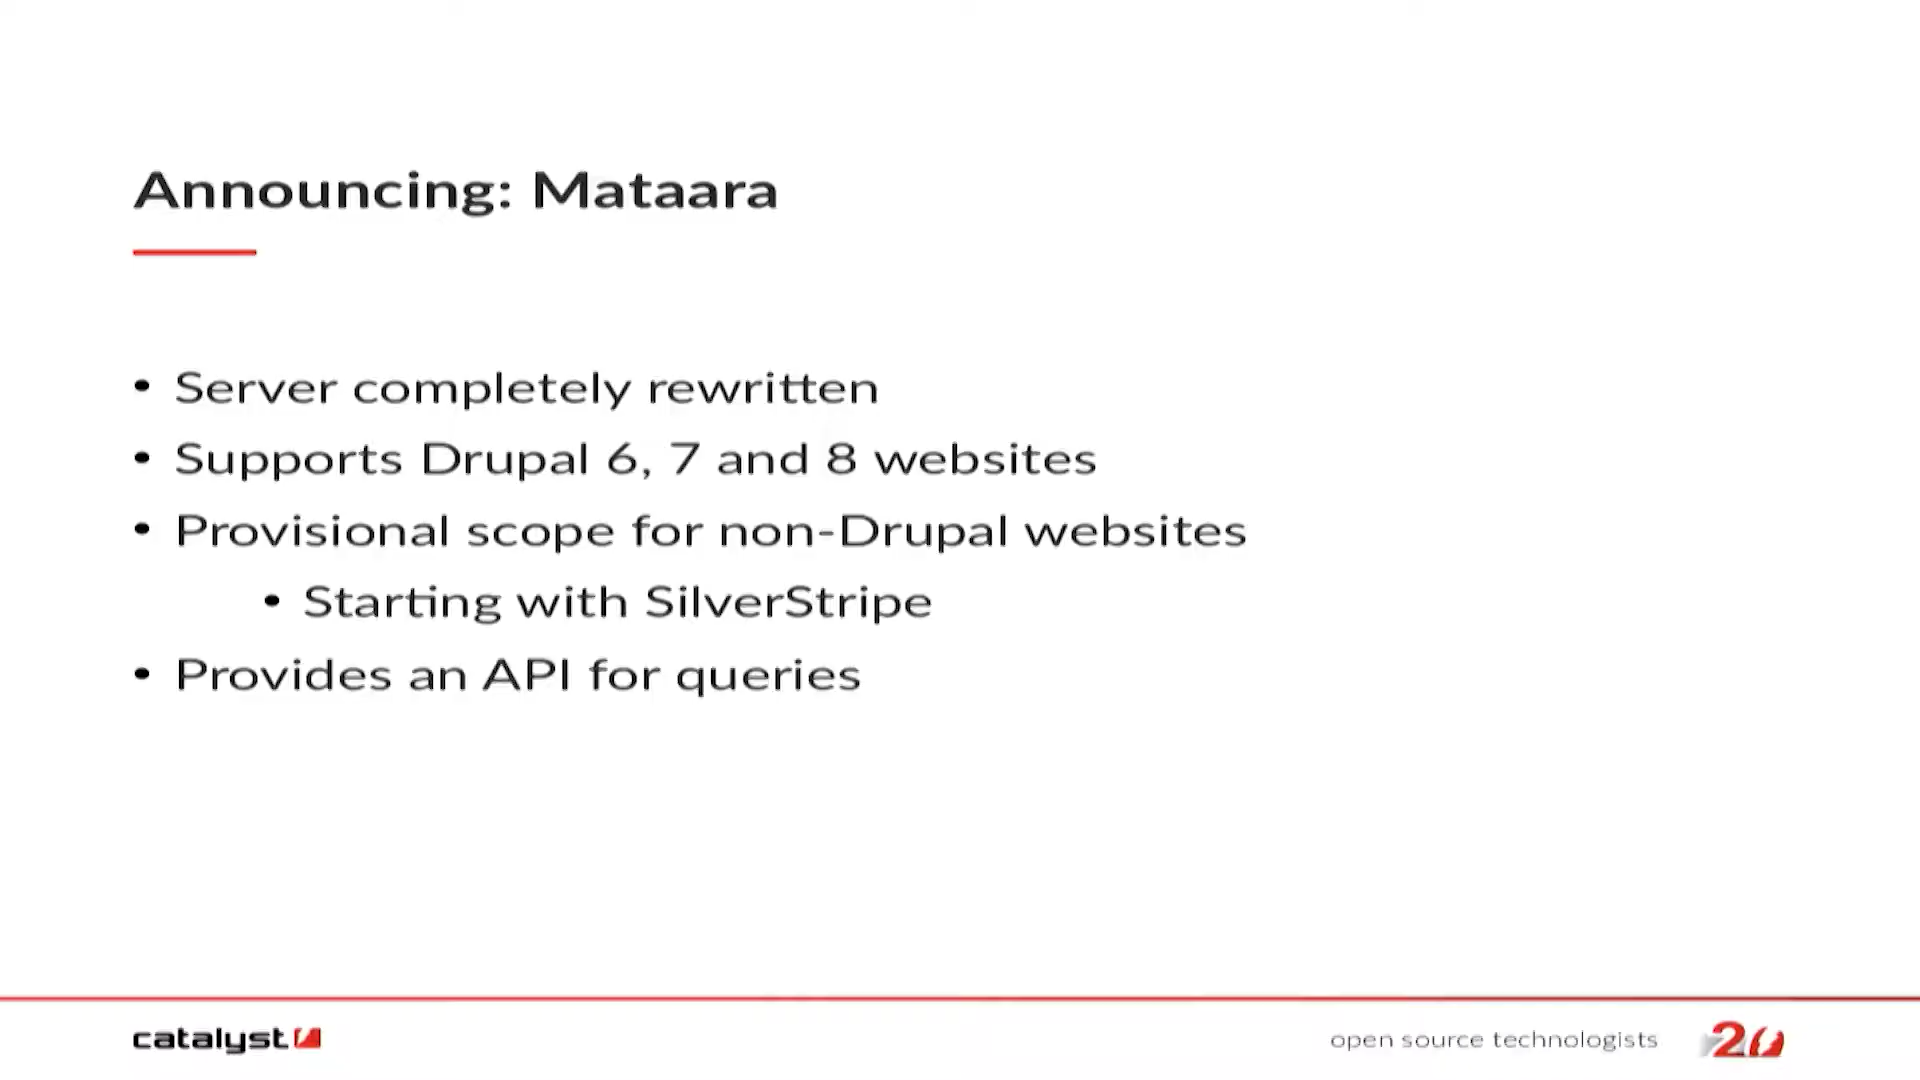 Announcing: Mataara
• Server completely rewritten
• Supports Drupal 6, 7 and 8 websites
• Provisional scope for non-Drupal websites
• Starting with SilverStripe
• Provides an API for queries
catalyst
open source technologists
20